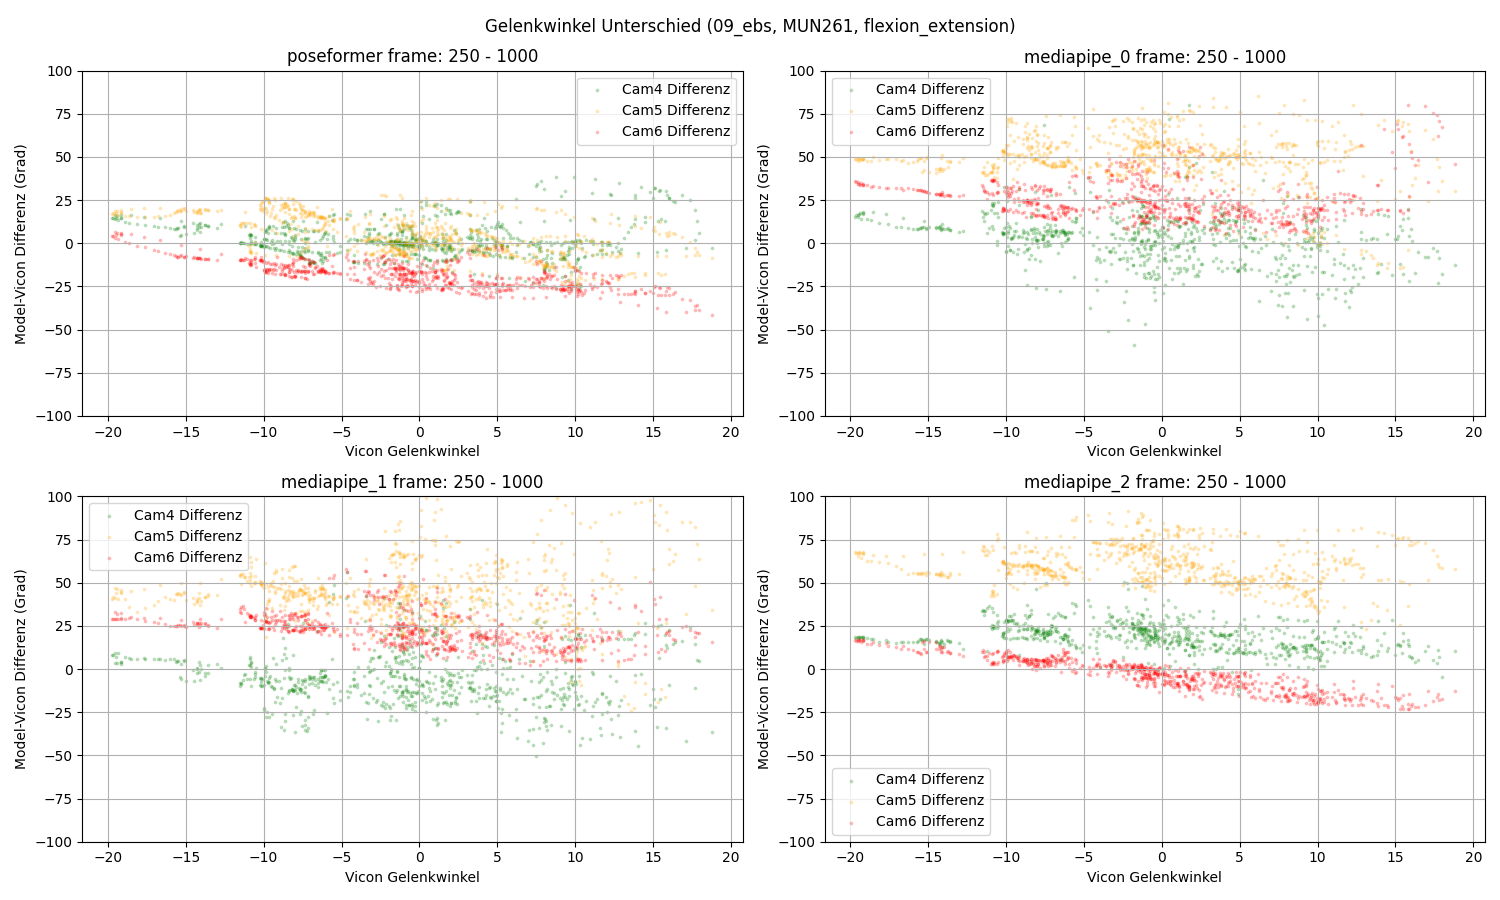 Gelenkwinkel Unterschied (09_ebs, MUN261, flexion_extension)
poseformer frame: 250 - 1000
Model-Vicon Differenz (Grad)
100
75
50
25
0
−25
−50
−75
−100
Cam4 Differenz
Cam5 Differenz
Cam6 Differenz
−20 −15 −10 −5 0 5 10 15 20
Vicon Gelenkwinkel
mediapipe_0 frame: 250 - 1000
Model-Vicon Differenz (Grad)
100
75
50
25
0
−25
−50
−75
−100
Cam4 Differenz
Cam5 Differenz
Cam6 Differenz
−20 −15 −10 −5 0 5 10 15 20
Vicon Gelenkwinkel
mediapipe_1 frame: 250 - 1000
Model-Vicon Differenz (Grad)
100
75
50
25
0
−25
−50
−75
−100
Cam4 Differenz
Cam5 Differenz
Cam6 Differenz
−20 −15 −10 −5 0 5 10 15 20
Vicon Gelenkwinkel
mediapipe_2 frame: 250 - 1000
Model-Vicon Differenz (Grad)
100
75
50
25
0
−25
−50
−75
−100
Cam4 Differenz
Cam5 Differenz
Cam6 Differenz
−20 −15 −10 −5 0 5 10 15 20
Vicon Gelenkwinkel